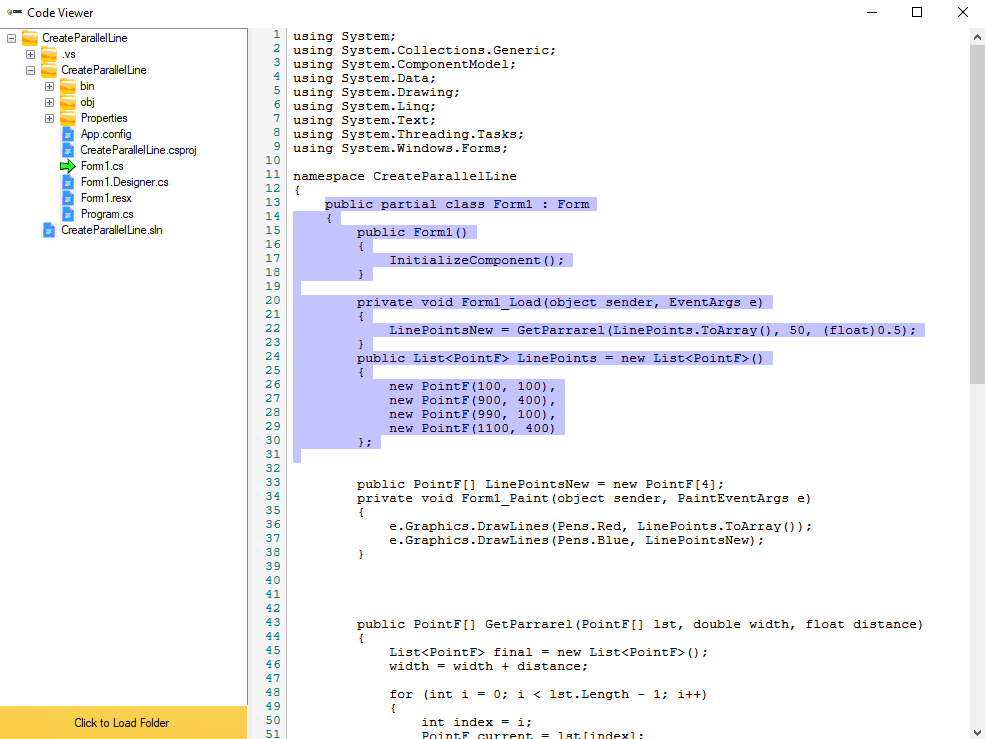 Code Viewer
CreateParallelLine
.vs
CreateParallelLine
bin
obj
Properties
App.config
CreateParallelLine.csproj
Form1.cs
Form1.Designer.cs
Form1.resx
Program.cs
CreateParallelLine.sln
Click to Load Folder
1 using System;
2 using System.Collections.Generic;
3 using System.ComponentModel;
4 using System.Data;
5 using System.Drawing;
6 using System.Linq;
7 using System.Text;
8 using System.Threading.Tasks;
9 using System.Windows.Forms;
10
11 namespace CreateParallelLine
12 {
13     public partial class Form1 : Form
14     {
15         public Form1()
16         {
17             InitializeComponent();
18         }
19
20         private void Form1_Load(object sender, EventArgs e)
21         {
22             LinePointsNew = GetParrarel(LinePoints.ToArray(), 50, (float)0.5);
23         }
24         public List<PointF> LinePoints = new List<PointF>()
25         {
26             new PointF(100, 100),
27             new PointF(900, 400),
28             new PointF(990, 100),
29             new PointF(1100, 400)
30         };
31
32
33         public PointF[] LinePointsNew = new PointF[4];
34         private void Form1_Paint(object sender, PaintEventArgs e)
35         {
36             e.Graphics.DrawLines(Pens.Red, LinePoints.ToArray());
37             e.Graphics.DrawLines(Pens.Blue, LinePointsNew);
38         }
39
40
41
42
43         public PointF[] GetParrarel(PointF[] lst, double width, float distance)
44         {
45             List<PointF> final = new List<PointF>();
46             width = width + distance;
47
48             for (int i = 0; i < lst.Length - 1; i++)
49             {
50                 int index = i;
51                 PointF current = lst[index];